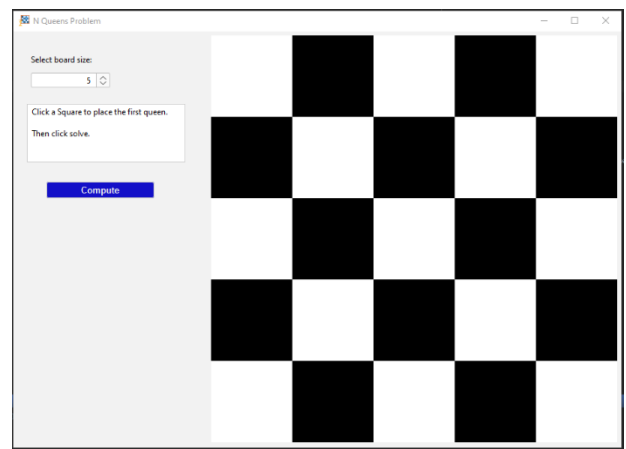 N Queens Problem
Select board size:
5
Click a Square to place the first queen.
Then click solve.
Compute